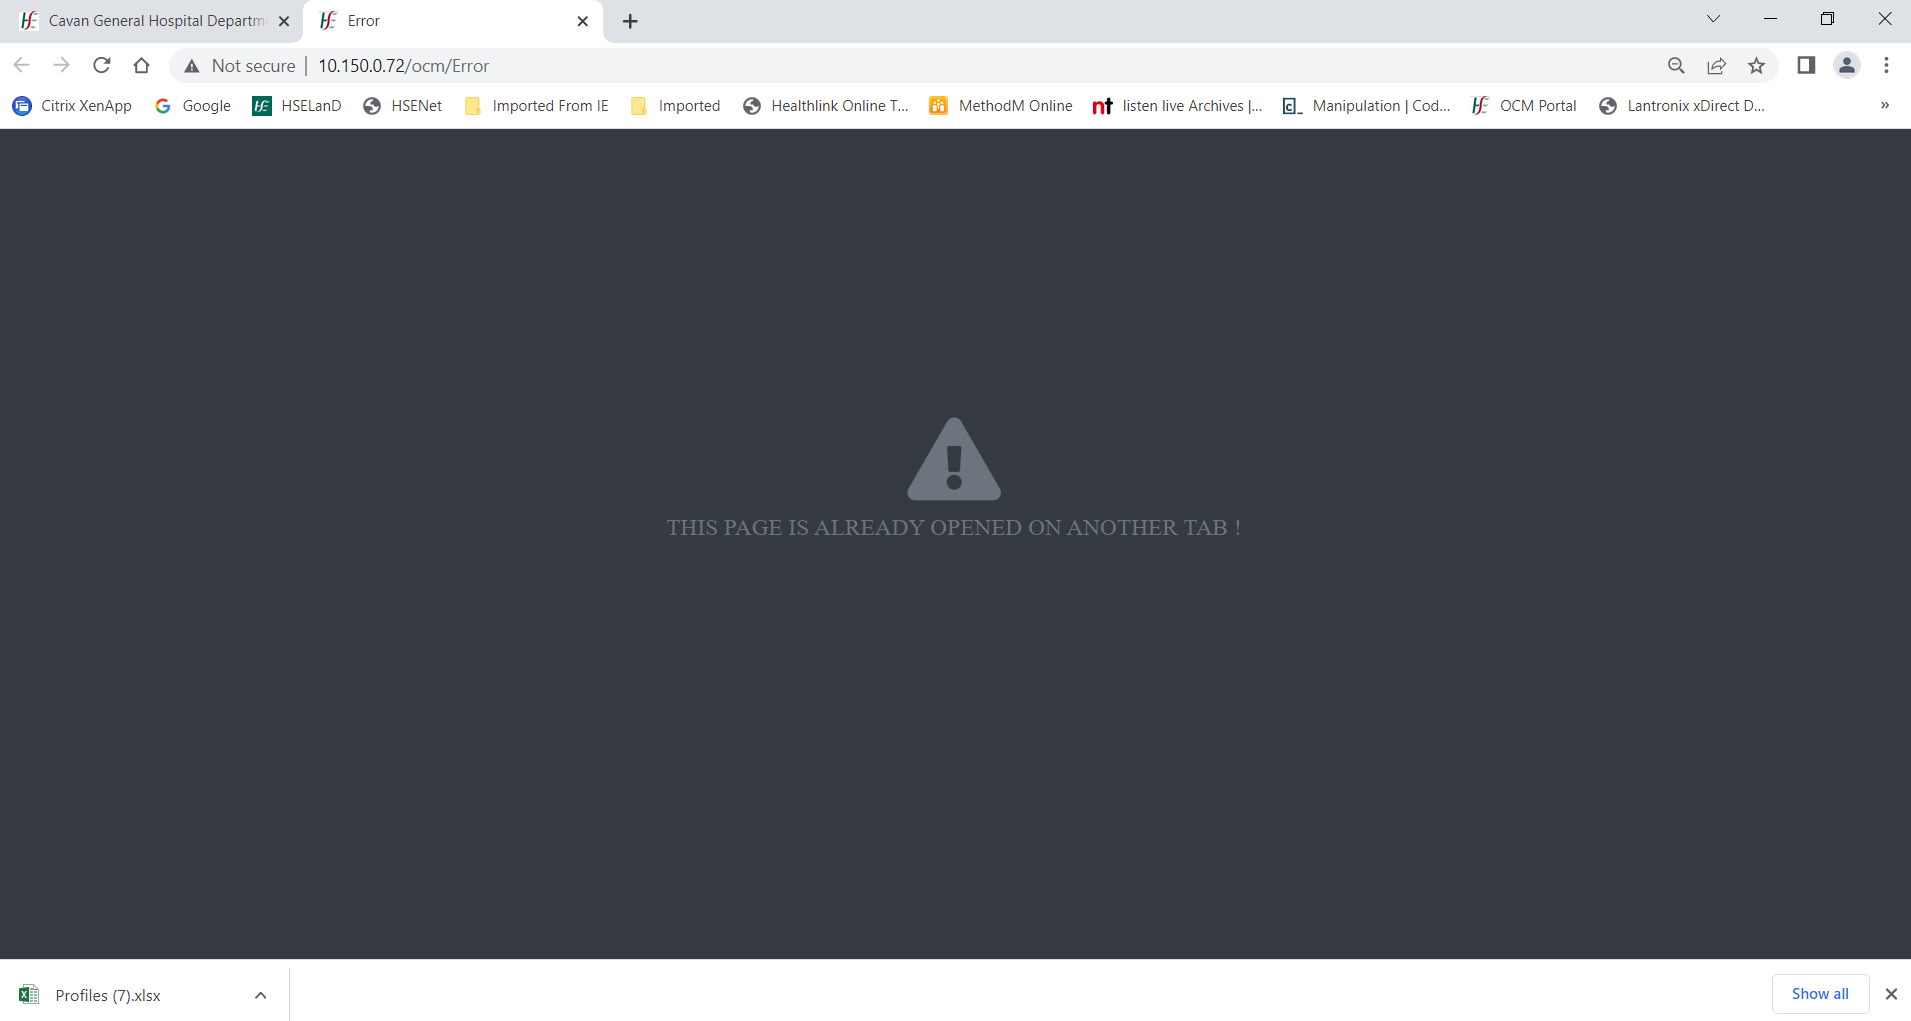 Cavan General Hospital Departm
Error
Not secure
10.150.0.72/ocm/Error
Citrix XenApp
Google
HSELanD
HSENet
Imported From IE
Imported
Healthlink Online T...
MethodM Online
nt listen live Archives |...
C_ Manipulation | Cod...
OCM Portal
Lantronix xDirect D...
»
THIS PAGE IS ALREADY OPENED ON ANOTHER TAB !
Profiles (7).xlsx
Show all